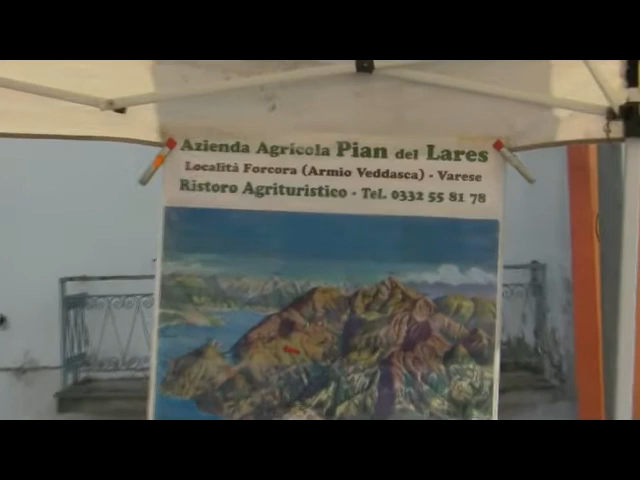 Azienda Agricola Pian del Lares
Località Forcora (Armio Veddasca) - Varese
Ristoro Agrituristico - Tel. 0332 55 81 78